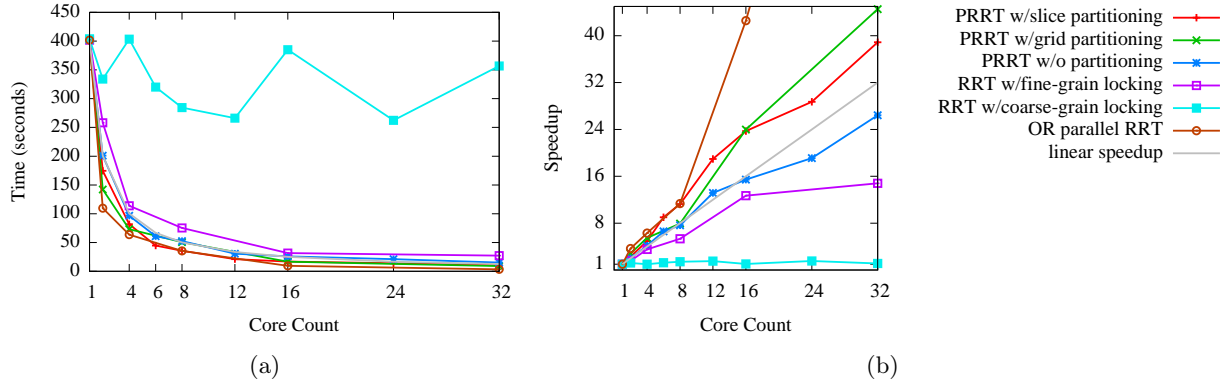 450
400
350
300
250
200
150
100
50
0
Time (seconds)
1 4 6 8 12 16 24 32
Core Count
(a)
40
32
24
16
8
1
Speedup
1 4 8 12 16 24 32
Core Count
(b)
PRRT w/slice partitioning
PRRT w/grid partitioning
PRRT w/o partitioning
RRT w/fine-grain locking
RRT w/coarse-grain locking
OR parallel RRT
linear speedup